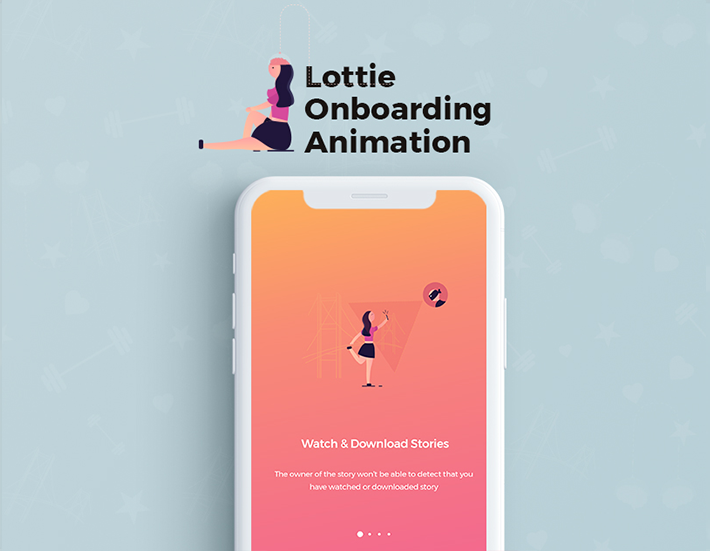 Lottie
Onboarding
Animation
Watch & Download Stories
The owner of the story won't be able to detect that you
have watched or downloaded story